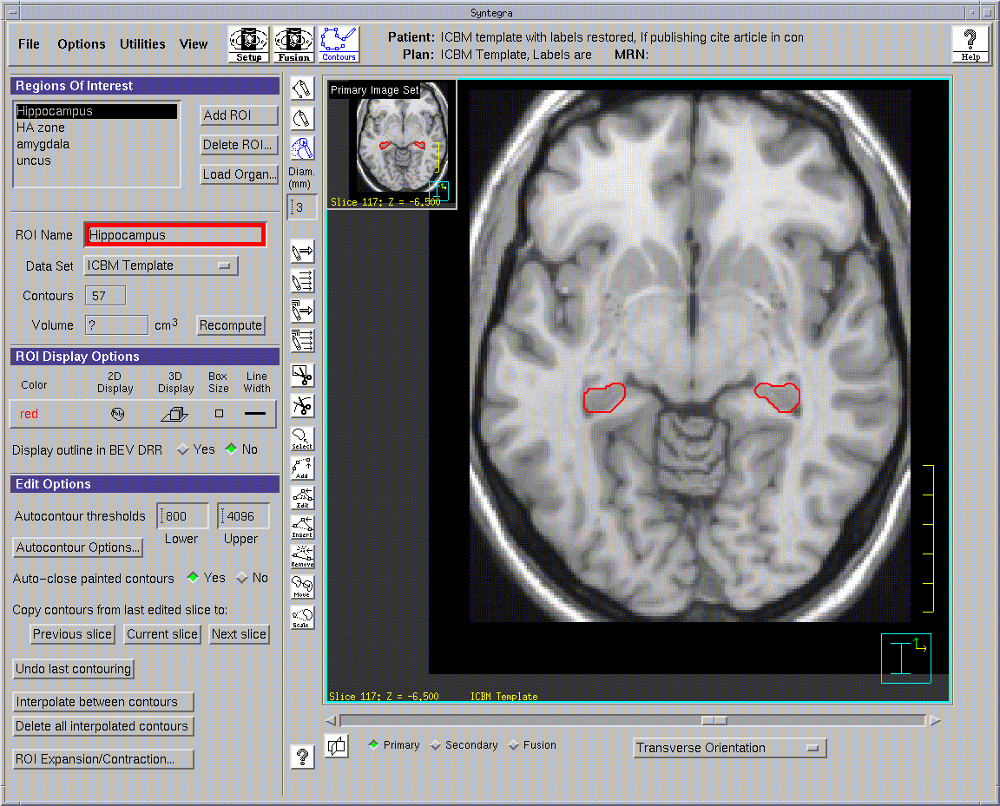 Syntegra
File Options Utilities View Setup Fusion Contours
Patient: ICBM template with labels restored, If publishing cite article in con
Plan: ICBM Template, Labels are MRN:
Help
Regions Of Interest
Hippocampus
HA zone
amygdala
uncus
Add ROI
Delete ROI...
Load Organ...
ROI Name Hippocampus
Data Set ICBM Template
Contours 57
Volume ? cm3 Recompute
ROI Display Options
Color 2D Display 3D Display Box Size Line Width
red Poly
Display outline in BEV DRR Yes No
Edit Options
Autocontour thresholds 800 4096
Lower Upper
Autocontour Options...
Auto-close painted contours Yes No
Copy contours from last edited slice to:
Previous slice Current slice Next slice
Undo last contouring
Interpolate between contours
Delete all interpolated contours
ROI Expansion/Contraction...
Diam.
(mm)
3
Select
Add
Edit
Insert
Remove
Move
Scale
?
Primary Image Set
Slice 117: Z = -6.500
Slice 117: Z = -6.500 ICBM Template
Primary Secondary Fusion Transverse Orientation